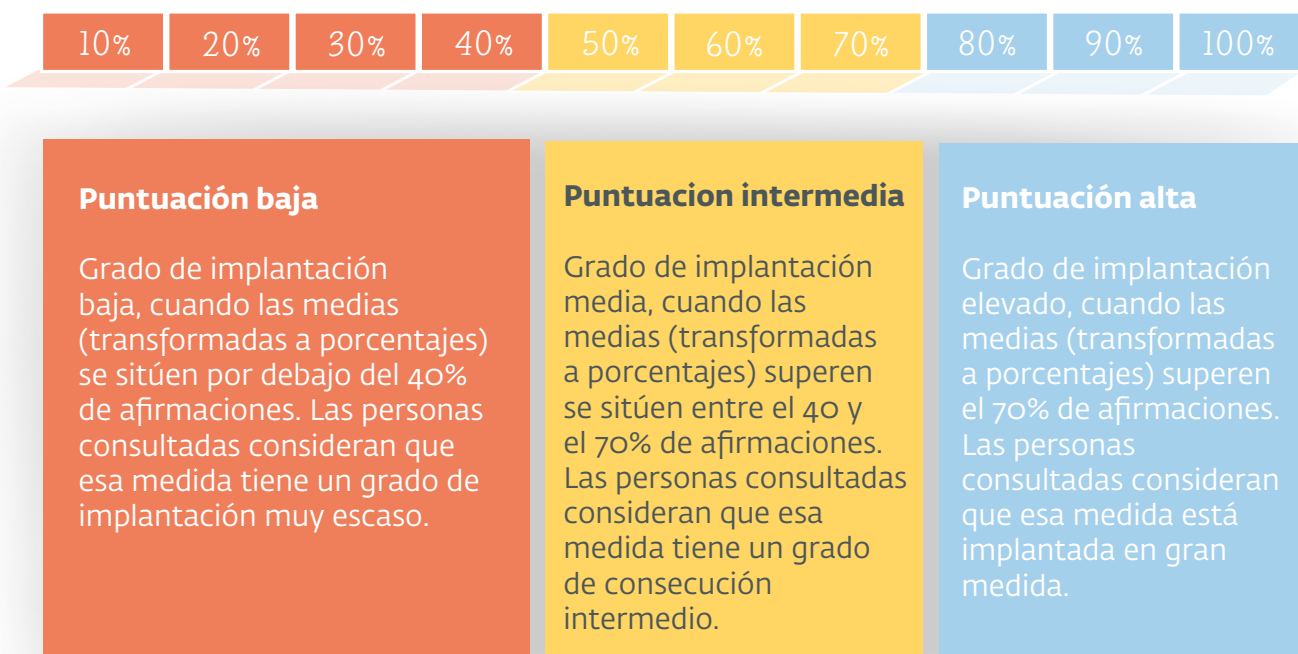 10% 20% 30% 40% 50% 60% 70% 80% 90% 100%
Puntuación baja
Grado de implantación
baja, cuando las medias
(transformadas a porcentajes)
se sitúen por debajo del 40%
de afirmaciones. Las personas
consultadas consideran que
esa medida tiene un grado de
implantación muy escaso.
Puntuacion intermedia
Grado de implantación
media, cuando las
medias (transformadas
a porcentajes) superen
se sitúen entre el 40 y
el 70% de afirmaciones.
Las personas consultadas
consideran que esa
medida tiene un grado
de consecución
intermedio.
Puntuación alta
Grado de implantación
elevado, cuando las
medias (transformadas
a porcentajes) superen
el 70% de afirmaciones.
Las personas
consultadas consideran
que esa medida está
implantada en gran
medida.